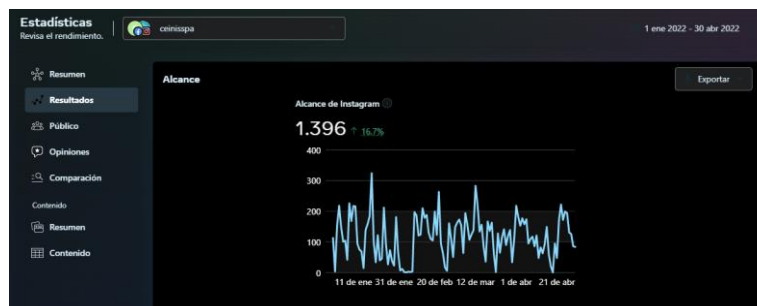 Estadísticas
Revisa el rendimiento.
ceinisspa
1 ene 2022 - 30 abr 2022
Resumen
Resultados
Público
Opiniones
Comparación
Contenido
Resumen
Contenido
Alcance
Exportar
Alcance de Instagram
1.396 ↑ 16.7%
400
300
200
100
0
11 de ene 31 de ene 20 de feb 12 de mar 1 de abr 21 de abr